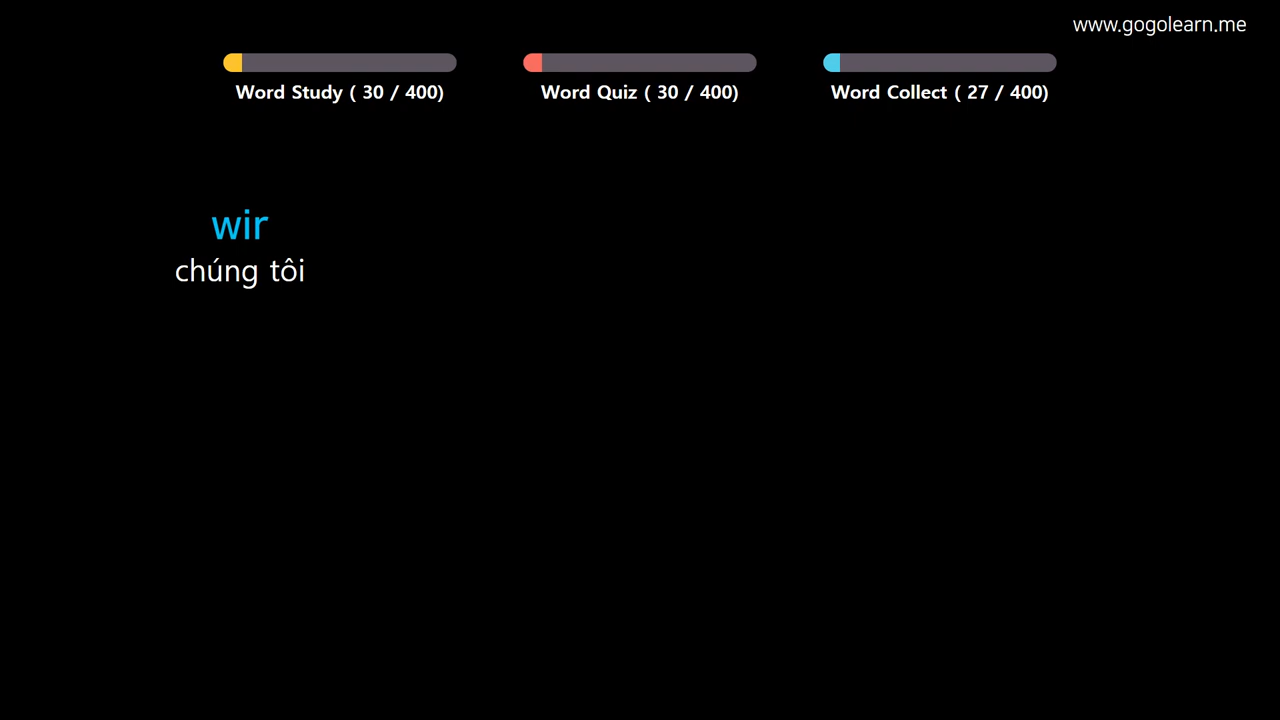 www.gogolearn.me
Word Study ( 30 / 400)
Word Quiz ( 30 / 400)
Word Collect ( 27 / 400)
wir
chúng tôi